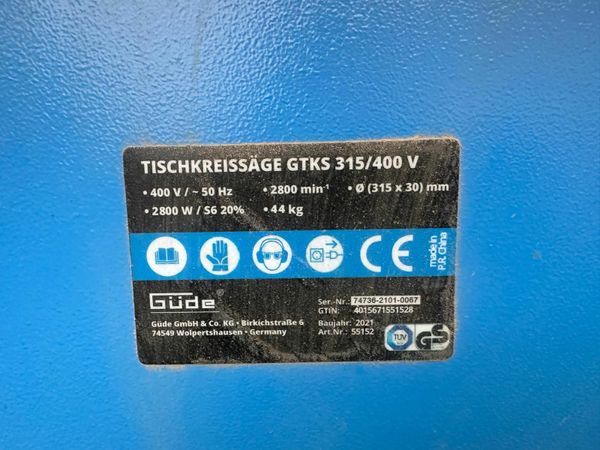 TISCHKREISSÄGE GTKS 315/400 V
• 400 V / ~ 50 Hz • 2800 min⁻¹ • Ø (315 x 30) mm
• 2800 W / S6 20% • 44 kg
CE
made in
P.R. China
Güde®
Güde GmbH & Co. KG • Birkichstraße 6
74549 Wolpertshausen • Germany
Ser.-Nr.: 74736-2101-0067
GTIN: 4015671551528
Baujahr: 2021
Art.Nr.: 55152
TÜV GS